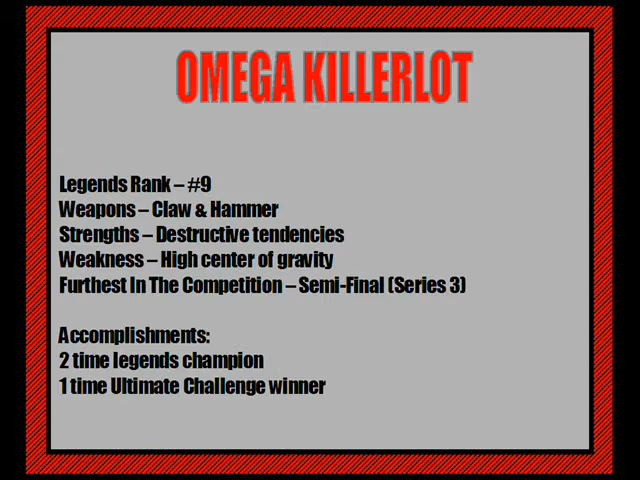 OMEGA KILLERLOT
Legends Rank – #9
Weapons – Claw & Hammer
Strengths – Destructive tendencies
Weakness – High center of gravity
Furthest In The Competition – Semi-Final (Series 3)
Accomplishments:
2 time legends champion
1 time Ultimate Challenge winner